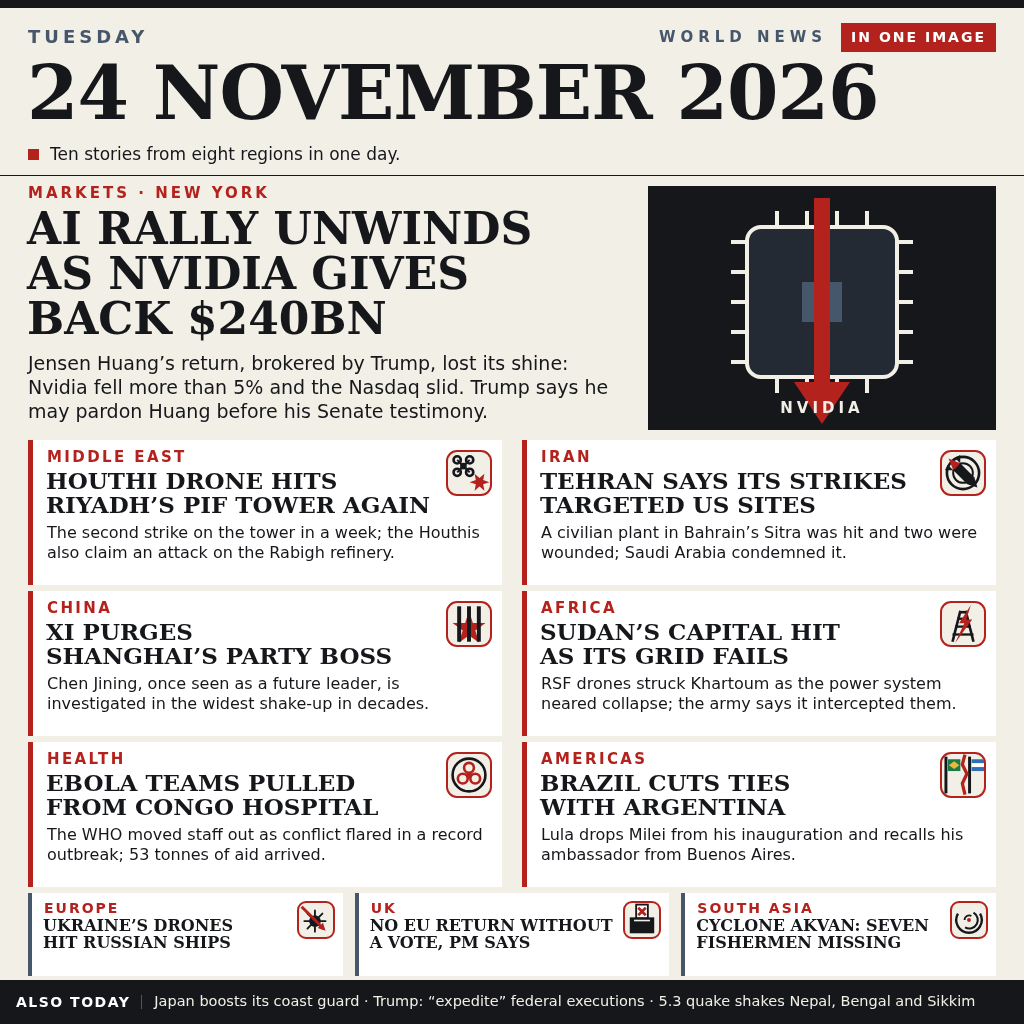 TUESDAY
WORLD NEWS
IN ONE IMAGE
24 NOVEMBER 2026
Ten stories from eight regions in one day.
MARKETS · NEW YORK
AI RALLY UNWINDS
AS NVIDIA GIVES
BACK $240BN
Jensen Huang’s return, brokered by Trump, lost its shine:
Nvidia fell more than 5% and the Nasdaq slid. Trump says he
may pardon Huang before his Senate testimony.
NVIDIA
MIDDLE EAST
HOUTHI DRONE HITS
RIYADH’S PIF TOWER AGAIN
The second strike on the tower in a week; the Houthis
also claim an attack on the Rabigh refinery.
IRAN
TEHRAN SAYS ITS STRIKES
TARGETED US SITES
A civilian plant in Bahrain’s Sitra was hit and two were
wounded; Saudi Arabia condemned it.
CHINA
XI PURGES
SHANGHAI’S PARTY BOSS
Chen Jining, once seen as a future leader, is
investigated in the widest shake-up in decades.
AFRICA
SUDAN’S CAPITAL HIT
AS ITS GRID FAILS
RSF drones struck Khartoum as the power system
neared collapse; the army says it intercepted them.
HEALTH
EBOLA TEAMS PULLED
FROM CONGO HOSPITAL
The WHO moved staff out as conflict flared in a record
outbreak; 53 tonnes of aid arrived.
AMERICAS
BRAZIL CUTS TIES
WITH ARGENTINA
Lula drops Milei from his inauguration and recalls his
ambassador from Buenos Aires.
EUROPE
UKRAINE’S DRONES
HIT RUSSIAN SHIPS
UK
NO EU RETURN WITHOUT
A VOTE, PM SAYS
SOUTH ASIA
CYCLONE AKVAN: SEVEN
FISHERMEN MISSING
ALSO TODAY
Japan boosts its coast guard · Trump: “expedite” federal executions · 5.3 quake shakes Nepal, Bengal and Sikkim